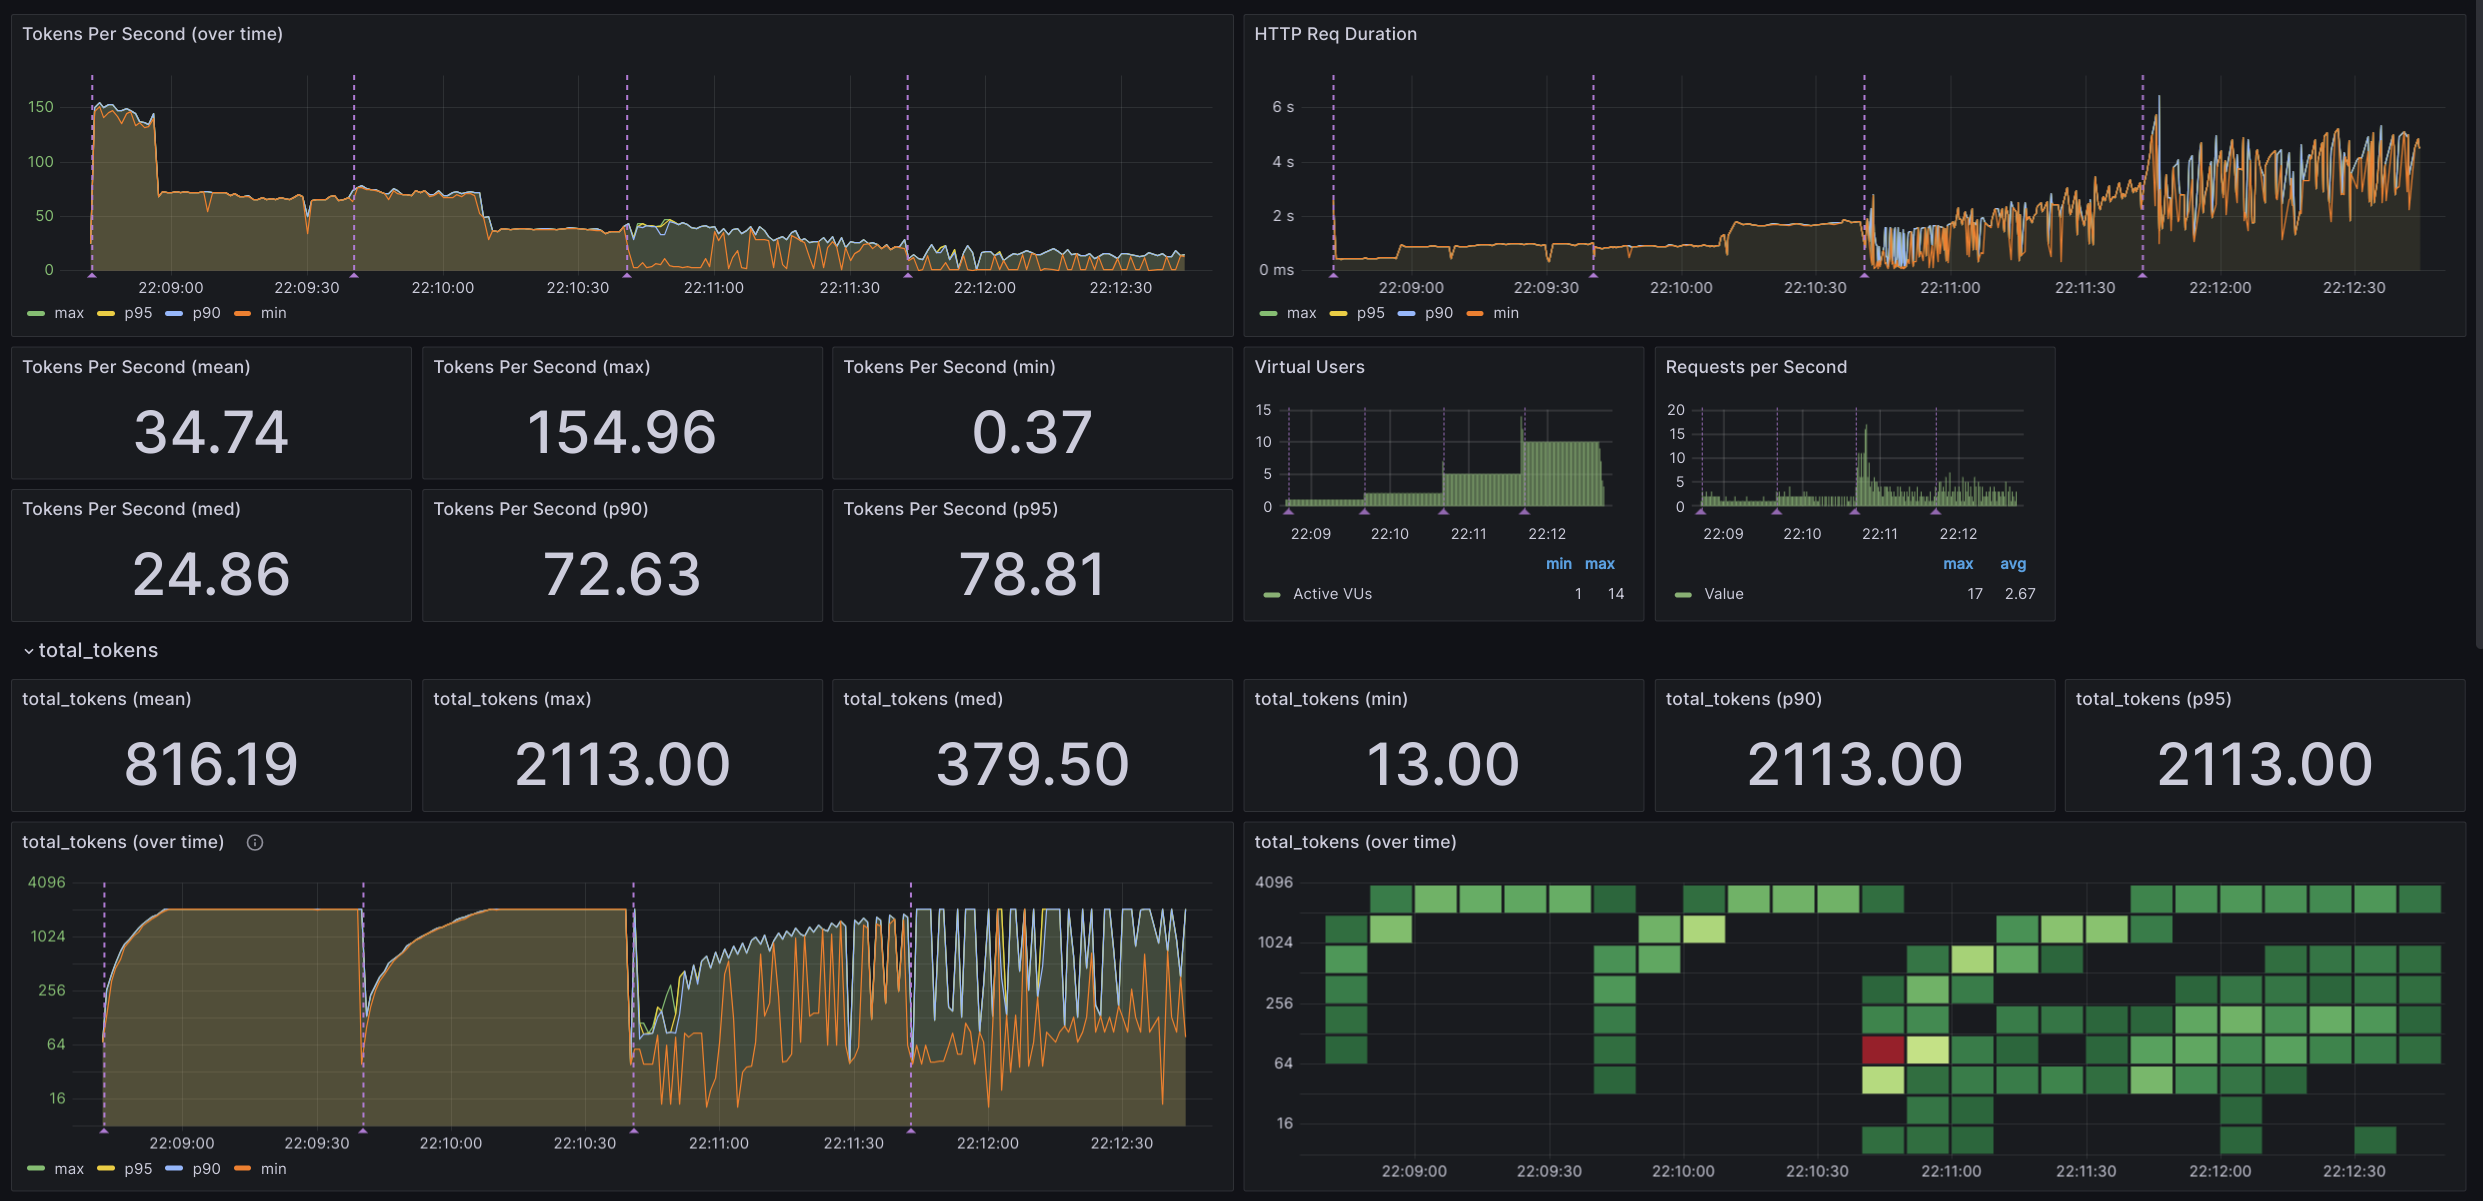 Tokens Per Second (over time)
150
100
50
0
22:09:00 22:09:30 22:10:00 22:10:30 22:11:00 22:11:30 22:12:00 22:12:30
max p95 p90 min
HTTP Req Duration
6 s
4 s
2 s
0 ms
22:09:00 22:09:30 22:10:00 22:10:30 22:11:00 22:11:30 22:12:00 22:12:30
max p95 p90 min
Tokens Per Second (mean)
34.74
Tokens Per Second (max)
154.96
Tokens Per Second (min)
0.37
Tokens Per Second (med)
24.86
Tokens Per Second (p90)
72.63
Tokens Per Second (p95)
78.81
Virtual Users
15
10
5
0
22:09 22:10 22:11 22:12
min max
Active VUs 1 14
Requests per Second
20
15
10
5
0
22:09 22:10 22:11 22:12
max avg
Value 17 2.67
total_tokens
total_tokens (mean)
816.19
total_tokens (max)
2113.00
total_tokens (med)
379.50
total_tokens (min)
13.00
total_tokens (p90)
2113.00
total_tokens (p95)
2113.00
total_tokens (over time)
4096
1024
256
64
16
22:09:00 22:09:30 22:10:00 22:10:30 22:11:00 22:11:30 22:12:00 22:12:30
max p95 p90 min
total_tokens (over time)
4096
1024
256
64
16
22:09:00 22:09:30 22:10:00 22:10:30 22:11:00 22:11:30 22:12:00 22:12:30